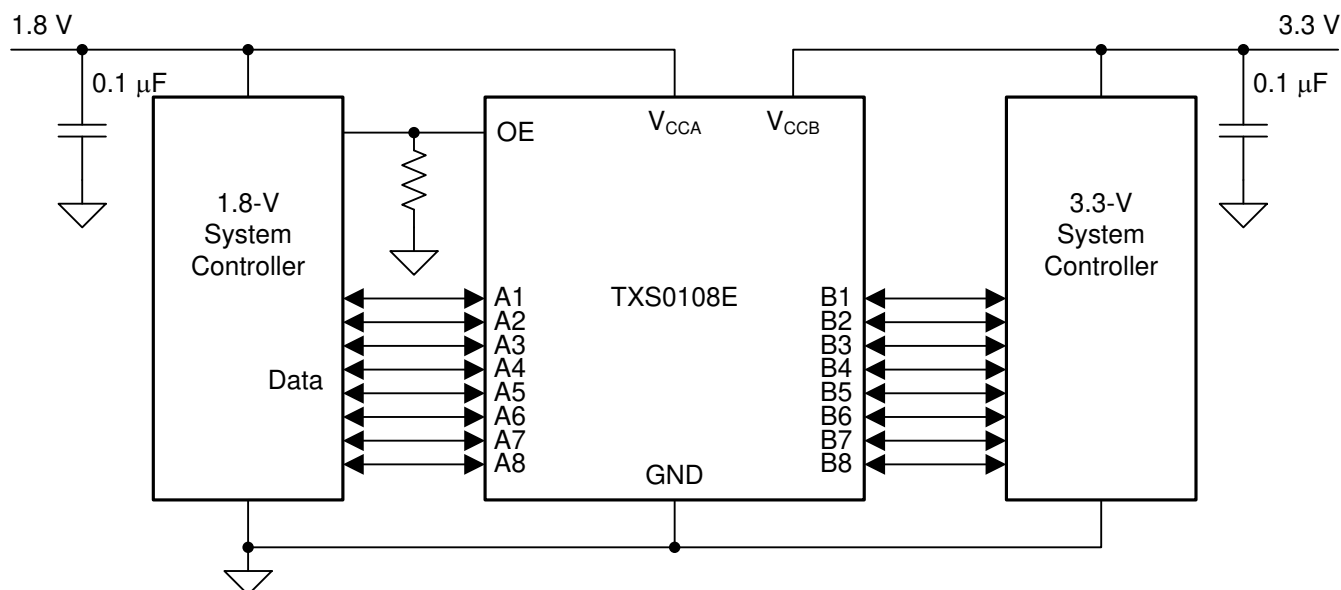 1.8 V
3.3 V
0.1 μF
0.1 μF
OE
VCCA
VCCB
1.8-V
System
Controller
3.3-V
System
Controller
TXS0108E
Data
A1
A2
A3
A4
A5
A6
A7
A8
B1
B2
B3
B4
B5
B6
B7
B8
GND